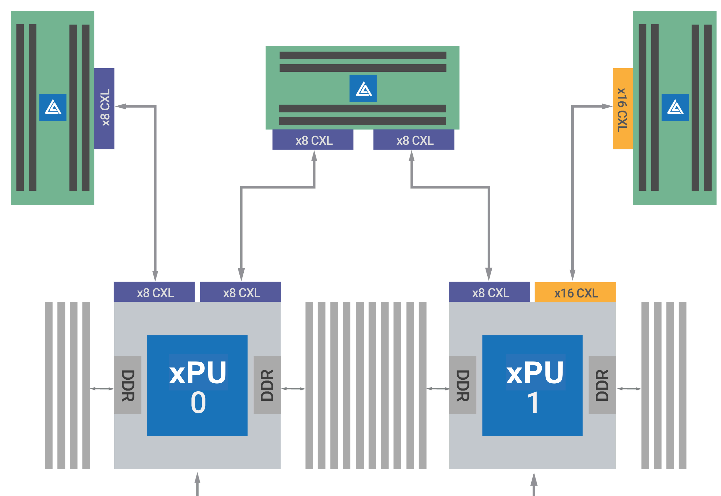 x8 CXL
x16 CXL
x8 CXL
x8 CXL
x8 CXL
x8 CXL
x8 CXL
x16 CXL
DDR
xPU
0
DDR
DDR
xPU
1
DDR